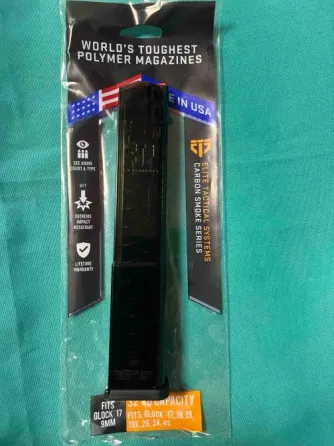 WORLD'S TOUGHEST
POLYMER MAGAZINES
E IN USA
SEE AMMO
COUNT & TYPE
EXTREME
IMPACT
RESISTANT
LIFETIME
WARRANTY
ELITE TACTICAL SYSTEMS
CARBON SMOKE SERIES
FITS
GLOCK 17
9MM
32 RD CAPACITY
FITS: GLOCK 17, 18, 19,
19X, 26, 34, 45